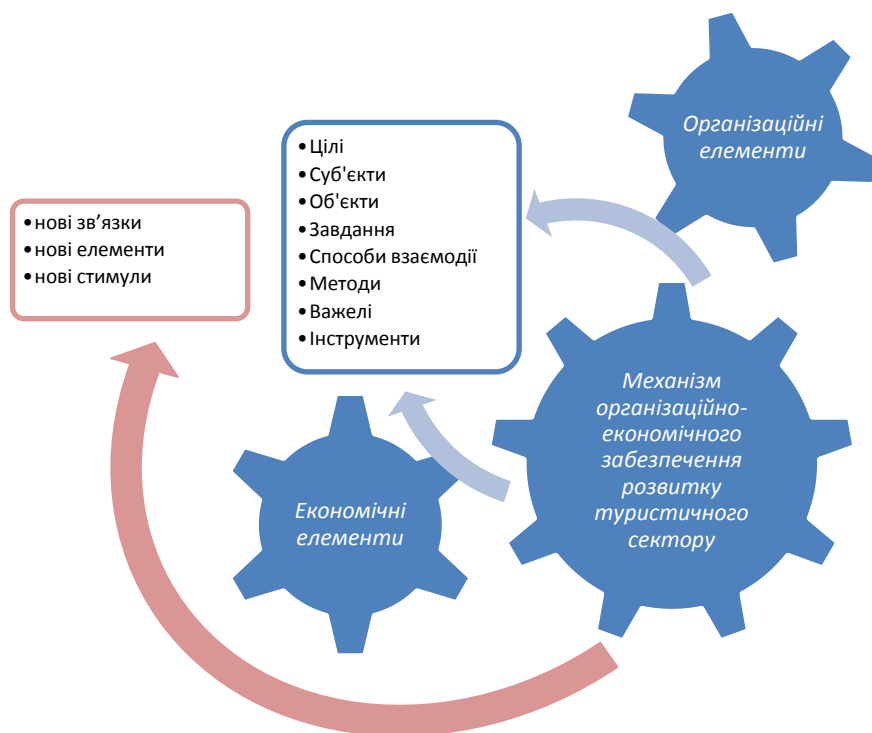 Організаційні
елементи
•Цілі
•Суб'єкти
•Об'єкти
•Завдання
•Способи взаємодії
•Методи
•Важелі
•Інструменти
•нові зв’язки
•нові елементи
•нові стимули
Механізм
організаційно-
економічного
забезпечення
розвитку
туристичного
сектору
Економічні
елементи